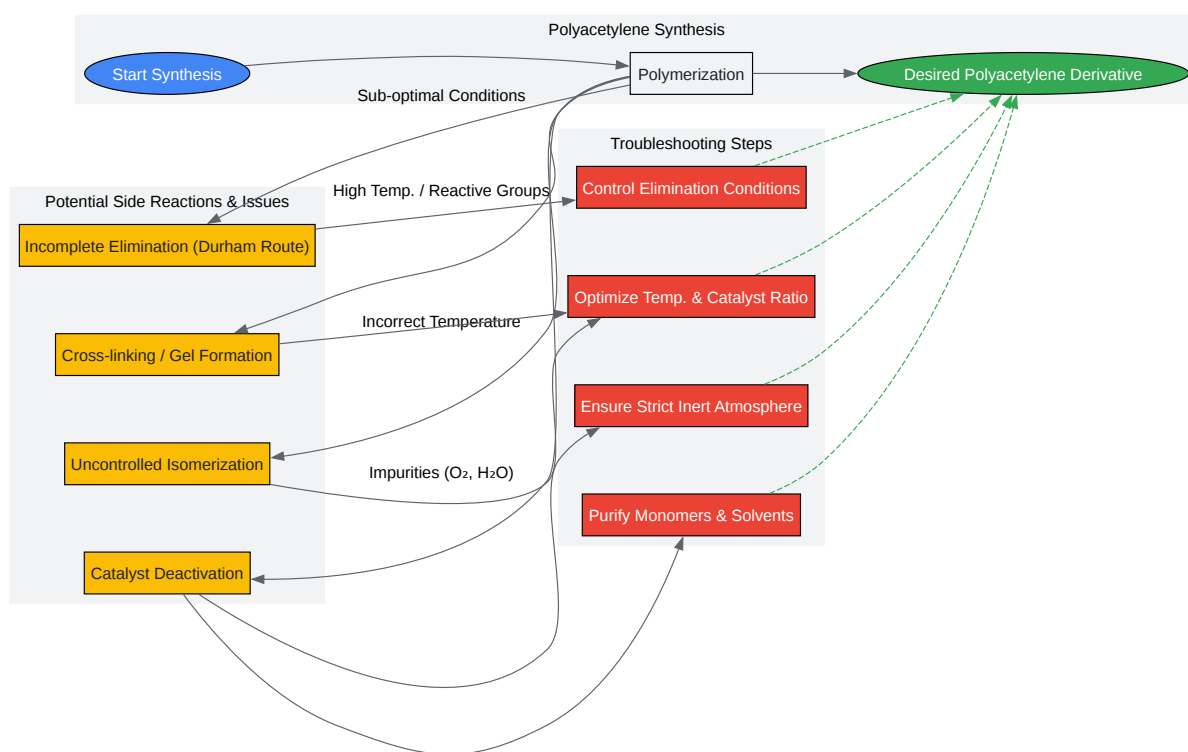 Polyacetylene Synthesis
Start Synthesis
Polymerization
Desired Polyacetylene Derivative
Sub-optimal Conditions
Troubleshooting Steps
High Temp. / Reactive Groups
Control Elimination Conditions
Potential Side Reactions & Issues
Incomplete Elimination (Durham Route)
Optimize Temp. & Catalyst Ratio
Incorrect Temperature
Cross-linking / Gel Formation
Ensure Strict Inert Atmosphere
Uncontrolled Isomerization
Impurities (O₂, H₂O)
Purify Monomers & Solvents
Catalyst Deactivation